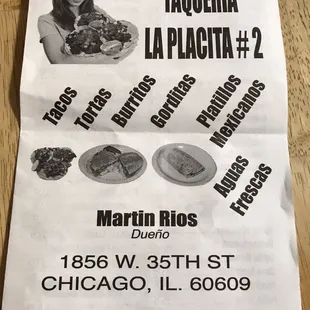 TAQUERIA
LA PLACITA #2
Tacos
Tortas
Burritos
Gorditas
Platillos
Mexicanos
Aguas
Frescas
Martin Rios
Dueño
1856 W. 35TH ST
CHICAGO, IL. 60609